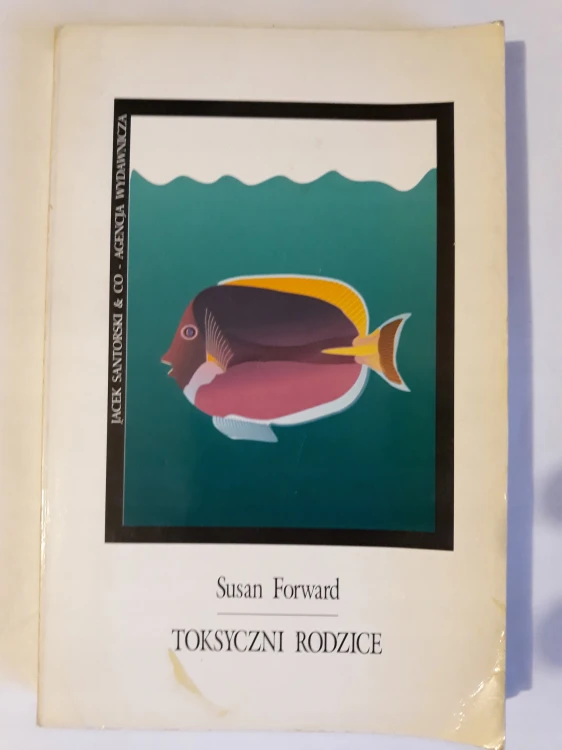 JACEK SANTORSKI & CO - AGENCJA WYDAWNICZA
Susan Forward
TOKSYCZNI RODZICE